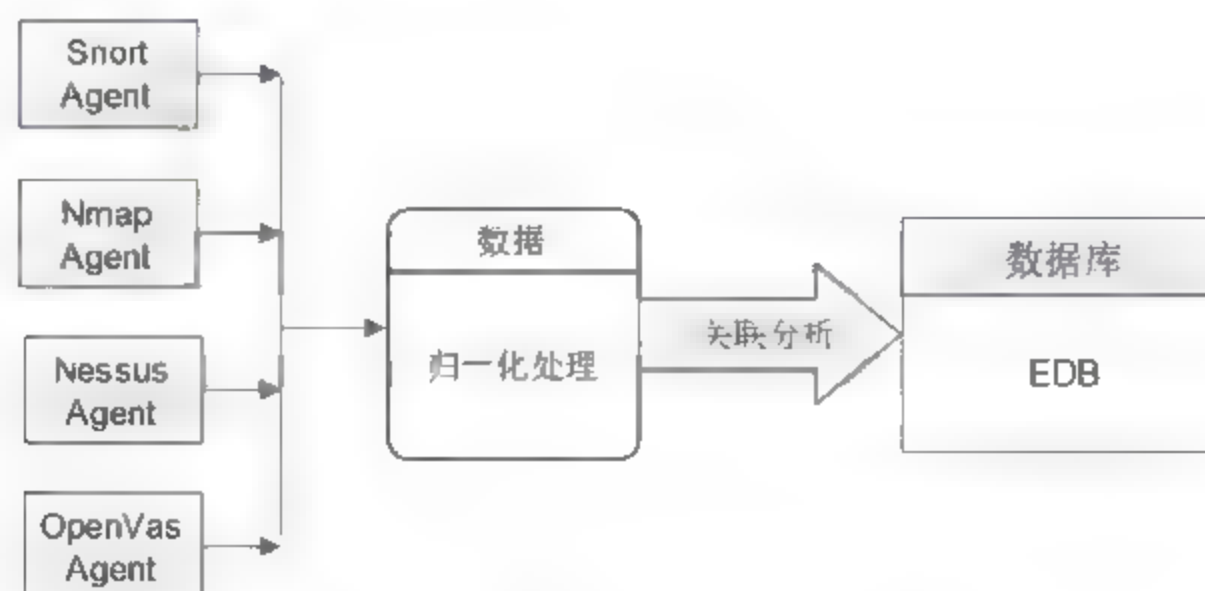 Snort
Agent
Nmap
Agent
Nessus
Agent
OpenVas
Agent
数据
归一化处理
关联分析
数据库
EDB